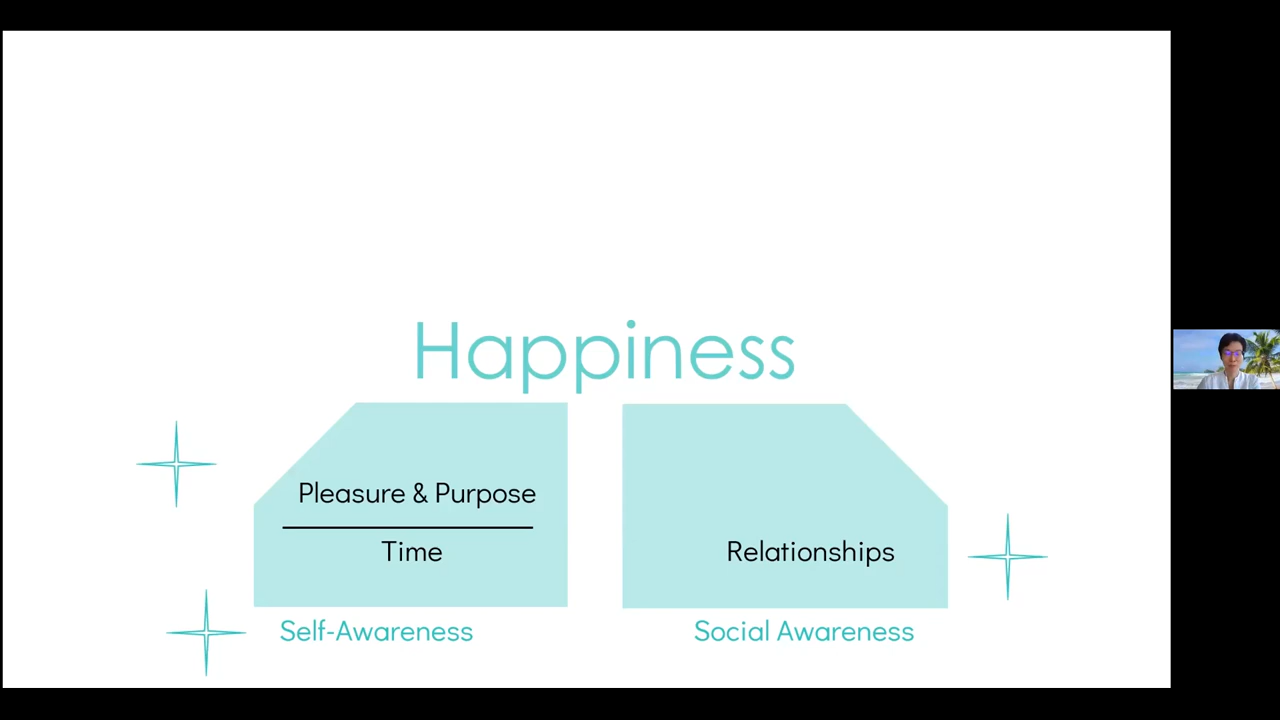 Happiness
Pleasure & Purpose
Time
Relationships
Self-Awareness
Social Awareness